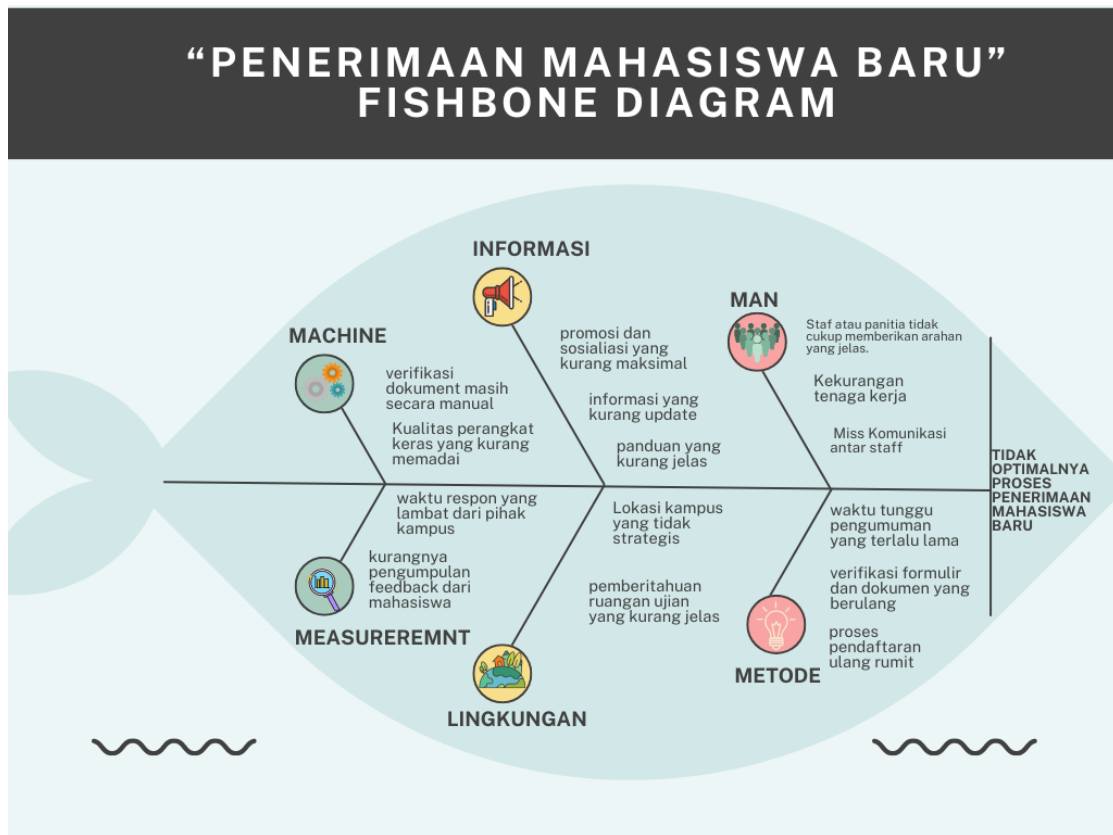 “PENERIMAAN MAHASISWA BARU”
FISHBONE DIAGRAM
INFORMASI
MAN
MACHINE
Staf atau panitia tidak
cukup memberikan arahan
yang jelas.
Kekurangan
tenaga kerja
Miss Komunikasi
antar staff
promosi dan
sosialiasi yang
kurang maksimal
informasi yang
kurang update
panduan yang
kurang jelas
verifikasi
dokument masih
secara manual
Kualitas perangkat
keras yang kurang
memadai
TIDAK
OPTIMALNYA
PROSES
PENERIMAAN
MAHASISWA
BARU
waktu respon yang
lambat dari pihak
kampus
kurangnya
pengumpulan
feedback dari
mahasiswa
MEASUREREMNT
Lokasi kampus
yang tidak
strategis
pemberitahuan
ruangan ujian
yang kurang jelas
LINGKUNGAN
waktu tunggu
pengumuman
yang terlalu lama
verifikasi formulir
dan dokumen yang
berulang
proses
pendaftaran
ulang rumit
METODE